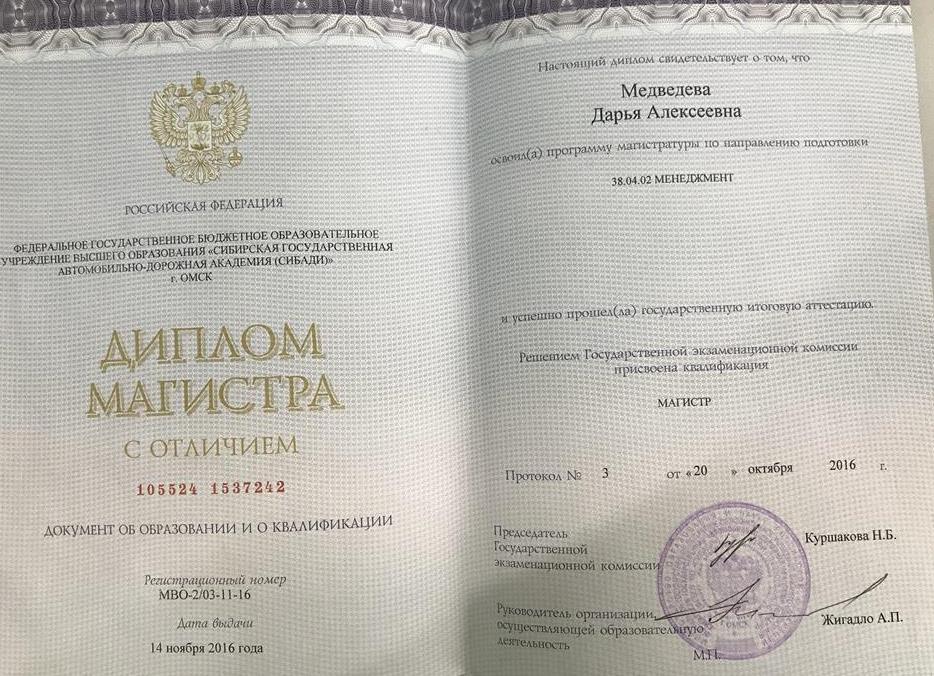 РОССИЙСКАЯ ФЕДЕРАЦИЯ
ФЕДЕРАЛЬНОЕ ГОСУДАРСТВЕННОЕ БЮДЖЕТНОЕ ОБРАЗОВАТЕЛЬНОЕ
УЧРЕЖДЕНИЕ ВЫСШЕГО ОБРАЗОВАНИЯ «СИБИРСКАЯ ГОСУДАРСТВЕННАЯ
АВТОМОБИЛЬНО-ДОРОЖНАЯ АКАДЕМИЯ (СИБАДИ)»
г. ОМСК
ДИПЛОМ
МАГИСТРА
С ОТЛИЧИЕМ
105524 1537242
ДОКУМЕНТ ОБ ОБРАЗОВАНИИ И О КВАЛИФИКАЦИИ
Регистрационный номер
МВО-2/03-11-16
Дата выдачи
14 ноября 2016 года
Настоящий диплом свидетельствует о том, что
Медведева
Дарья Алексеевна
освоил(а) программу магистратуры по направлению подготовки
38.04.02 МЕНЕДЖМЕНТ
и успешно прошел(ла) государственную итоговую аттестацию.
Решением Государственной экзаменационной комиссии
присвоена квалификация
МАГИСТР
Протокол № 3 от «20 » октября 2016 г.
Председатель
Государственной
экзаменационной комиссии
Куршакова Н.Б.
Руководитель организации,
осуществляющей образовательную
деятельность
Жигадло А.П.
М.П.
ОМСК